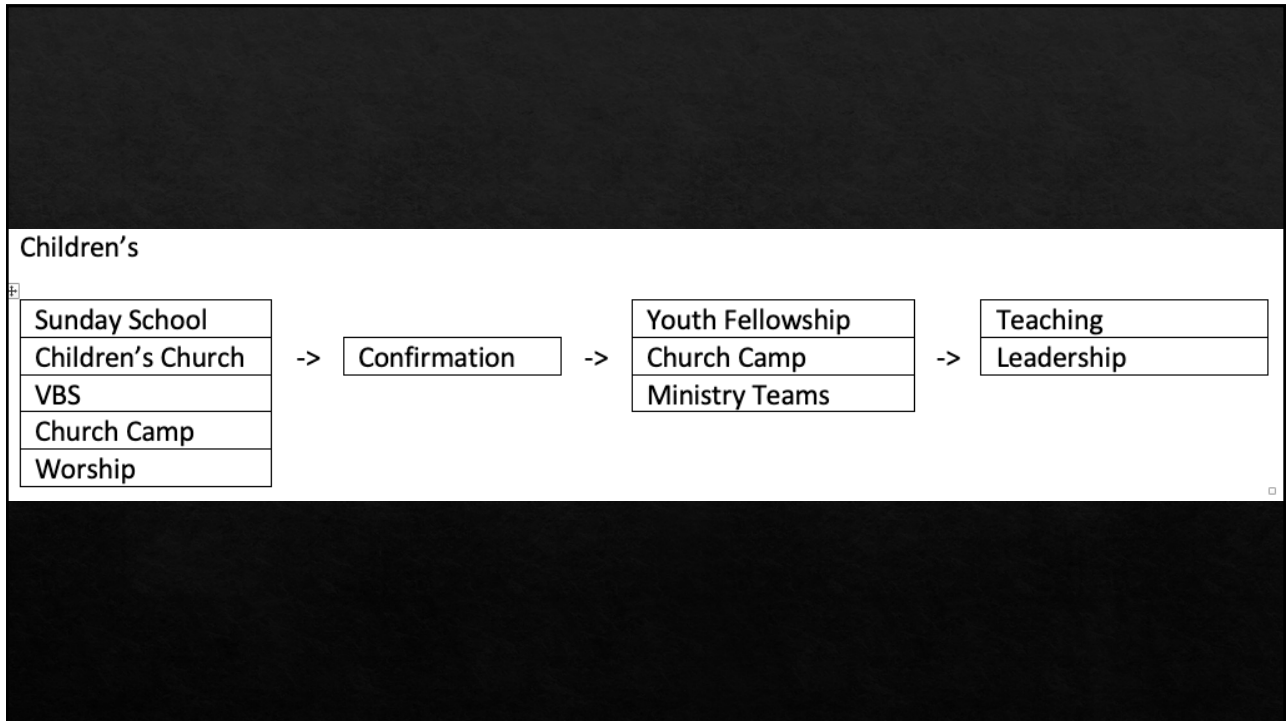 Children's
Sunday School
Children's Church
VBS
Church Camp
Worship
->
Confirmation
->
Youth Fellowship
Church Camp
Ministry Teams
->
Teaching
Leadership